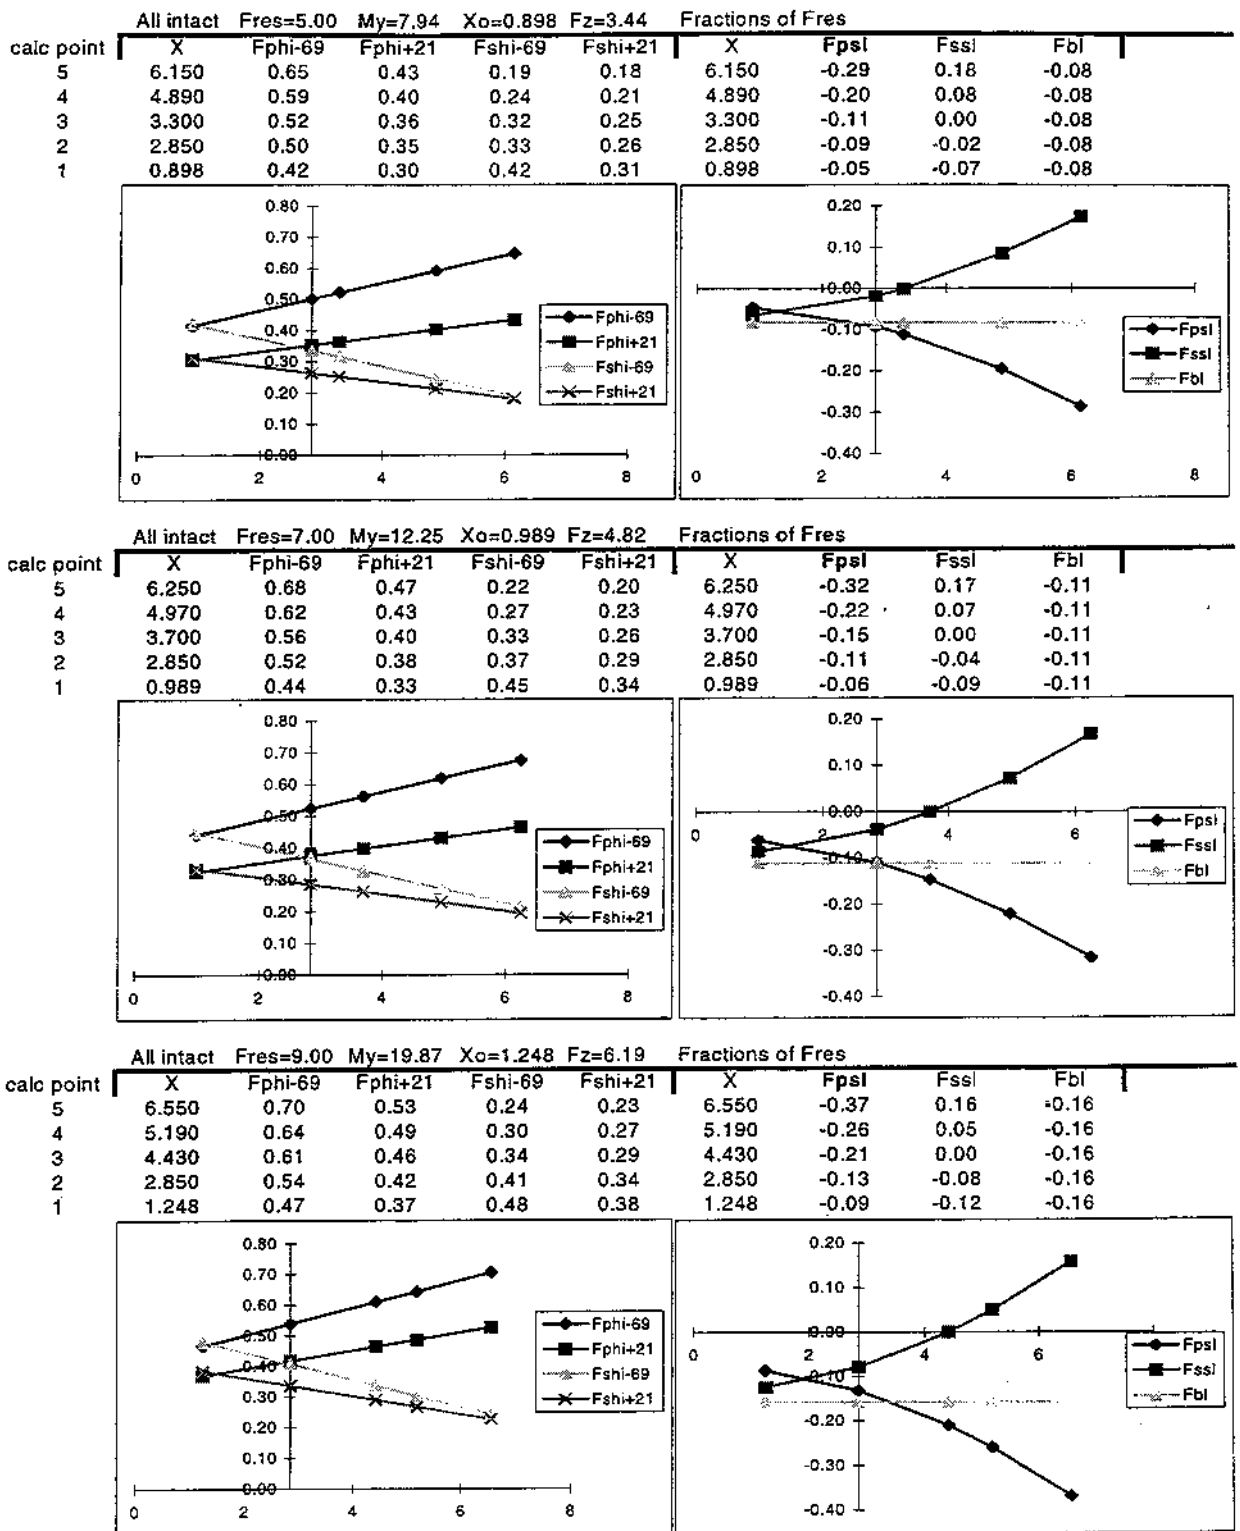 All intact Fres=5.00 My=7.94 Xo=0.898 Fz=3.44 Fractions of Fres
calc point X Fphi-69 Fphi+21 Fshi-69 Fshi+21 X Fpsl Fssl Fbl
5 6.150 0.65 0.43 0.19 0.18 6.150 -0.29 0.18 -0.08
4 4.890 0.59 0.40 0.24 0.21 4.890 -0.20 0.08 -0.08
3 3.300 0.52 0.36 0.32 0.25 3.300 -0.11 0.00 -0.08
2 2.850 0.50 0.35 0.33 0.26 2.850 -0.09 -0.02 -0.08
1 0.898 0.42 0.30 0.42 0.31 0.898 -0.05 -0.07 -0.08
0.80
0.70
0.60
0.50
0.40
0.30
0.20
0.10
0.00
0 2 4 6 8
Fphi-69
Fphi+21
Fshi-69
Fshi+21
0.20
0.10
0.00
-0.10
-0.20
-0.30
-0.40
0 2 4 6 8
Fpsl
Fssl
Fbl
All intact Fres=7.00 My=12.25 Xo=0.989 Fz=4.82 Fractions of Fres
calc point X Fphi-69 Fphi+21 Fshi-69 Fshi+21 X Fpsl Fssl Fbl
5 6.250 0.68 0.47 0.22 0.20 6.250 -0.32 0.17 -0.11
4 4.970 0.62 0.43 0.27 0.23 4.970 -0.22 0.07 -0.11
3 3.700 0.56 0.40 0.33 0.26 3.700 -0.15 0.00 -0.11
2 2.850 0.52 0.38 0.37 0.29 2.850 -0.11 -0.04 -0.11
1 0.989 0.44 0.33 0.45 0.34 0.989 -0.06 -0.09 -0.11
0.80
0.70
0.60
0.50
0.40
0.30
0.20
0.10
0.00
0 2 4 6 8
Fphi-69
Fphi+21
Fshi-69
Fshi+21
0.20
0.10
0.00
-0.10
-0.20
-0.30
-0.40
0 2 4 6
Fpsl
Fssl
Fbl
All intact Fres=9.00 My=19.87 Xo=1.248 Fz=6.19 Fractions of Fres
calc point X Fphi-69 Fphi+21 Fshi-69 Fshi+21 X Fpsl Fssl Fbl
5 6.550 0.70 0.53 0.24 0.23 6.550 -0.37 0.16 -0.16
4 5.190 0.64 0.49 0.30 0.27 5.190 -0.26 0.05 -0.16
3 4.430 0.61 0.46 0.34 0.29 4.430 -0.21 0.00 -0.16
2 2.850 0.54 0.42 0.41 0.34 2.850 -0.13 -0.08 -0.16
1 1.248 0.47 0.37 0.48 0.38 1.248 -0.09 -0.12 -0.16
0.80
0.70
0.60
0.50
0.40
0.30
0.20
0.10
0.00
0 2 4 6 8
Fphi-69
Fphi+21
Fshi-69
Fshi+21
0.20
0.10
0.00
-0.10
-0.20
-0.30
-0.40
0 2 4 6
Fpsl
Fssl
Fbl